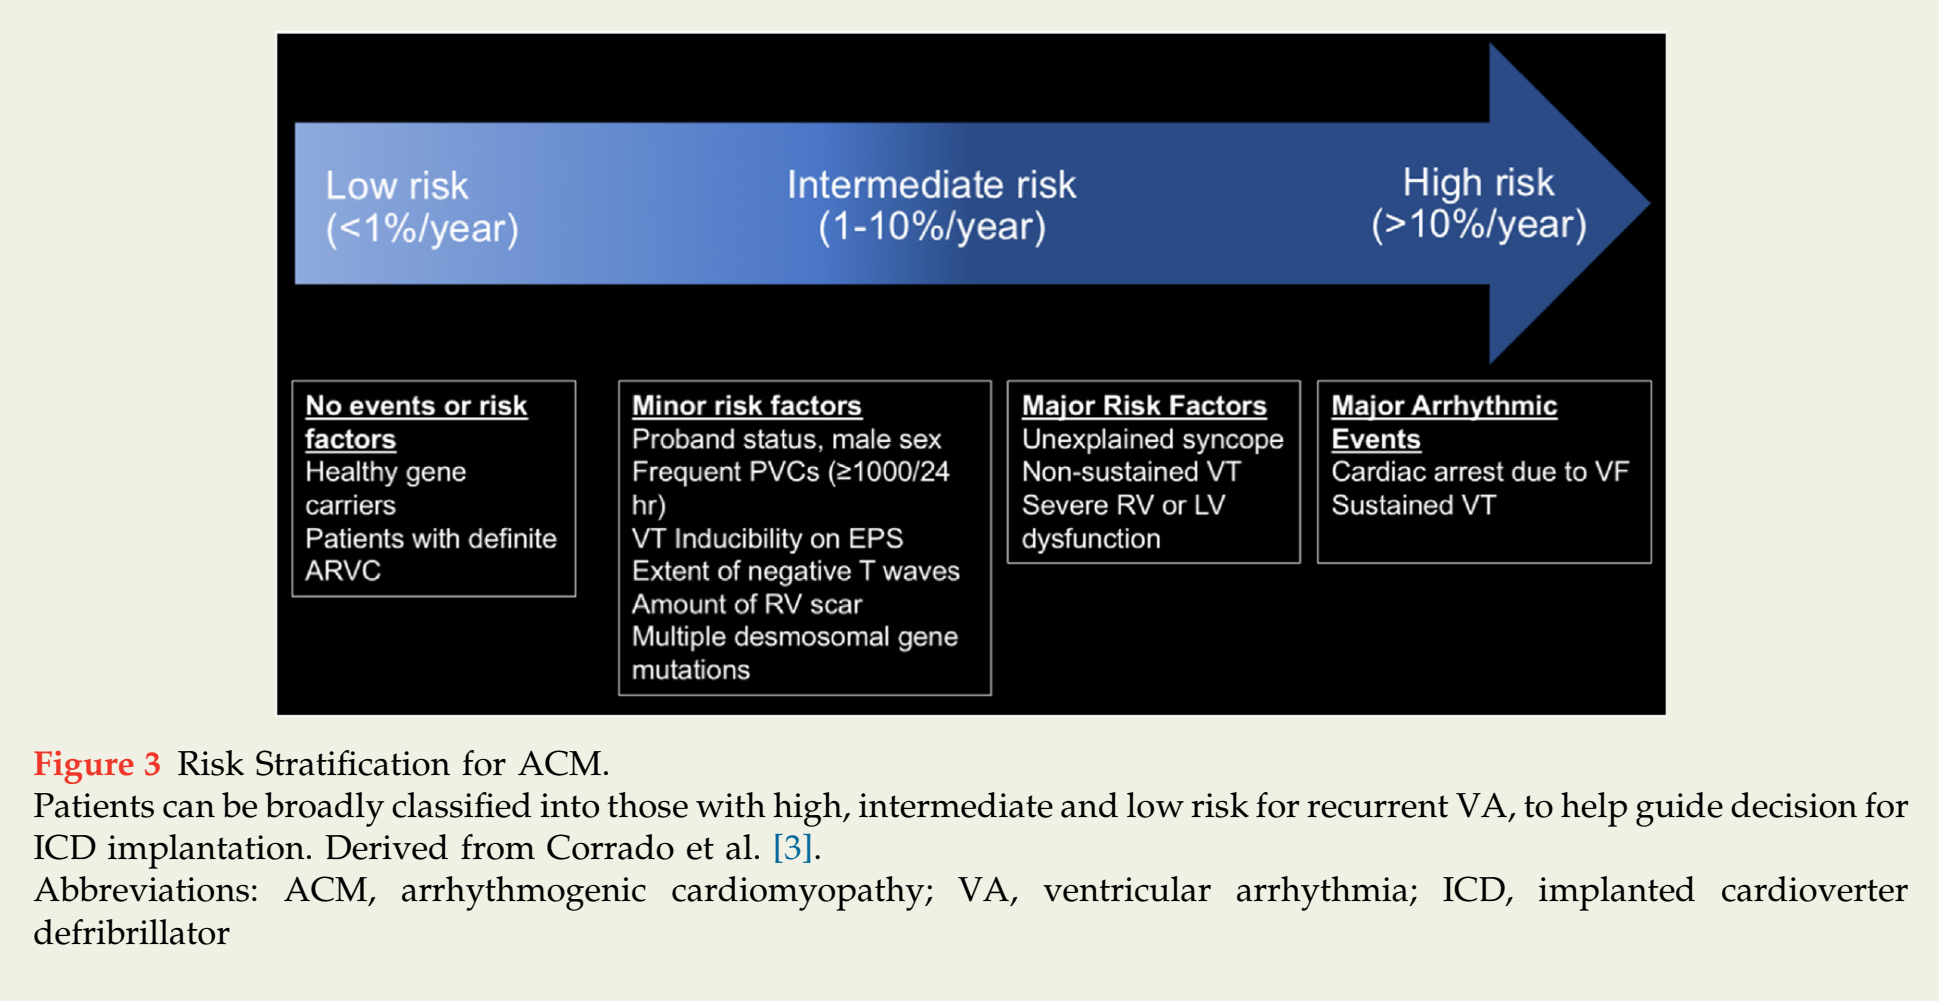 Low risk
(<1%/year)
Intermediate risk
(1-10%/year)
High risk
(>10%/year)
No events or risk
factors
Healthy gene
carriers
Patients with definite
ARVC
Minor risk factors
Proband status, male sex
Frequent PVCs (≥1000/24
hr)
VT Inducibility on EPS
Extent of negative T waves
Amount of RV scar
Multiple desmosomal gene
mutations
Major Risk Factors
Unexplained syncope
Non-sustained VT
Severe RV or LV
dysfunction
Major Arrhythmic
Events
Cardiac arrest due to VF
Sustained VT
Figure 3 Risk Stratification for ACM.
Patients can be broadly classified into those with high, intermediate and low risk for recurrent VA, to help guide decision for
ICD implantation. Derived from Corrado et al. [3].
Abbreviations: ACM, arrhythmogenic cardiomyopathy; VA, ventricular arrhythmia; ICD, implanted cardioverter
defribrillator